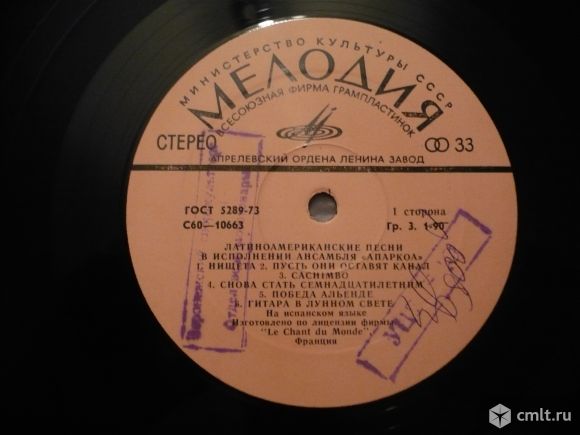 МИНИСТЕРСТВО КУЛЬТУРЫ СССР
МЕЛОДИЯ
ВСЕСОЮЗНАЯ ФИРМА ГРАМПЛАСТИНОК
СТЕРЕО
33
АПРЕЛЕВСКИЙ ОРДЕНА ЛЕНИНА ЗАВОД
ГОСТ 5289-73
1 сторона
С60—10663
Гр. 3. 1-90
ЛАТИНОАМЕРИКАНСКИЕ ПЕСНИ
В ИСПОЛНЕНИИ АНСАМБЛЯ «АПАРКОА»
1. НИЩЕТА 2. ПУСТЬ ОНИ ОСТАВЯТ КАНАЛ
3. CACHIMBO
4. СНОВА СТАТЬ СЕМНАДЦАТИЛЕТНИМ
5. ПОБЕДА АЛЬЕНДЕ
6. ГИТАРА В ЛУННОМ СВЕТЕ
На испанском языке
Изготовлено по лицензии фирмы
"Le Chant du Monde"
Франция
cmlt.ru